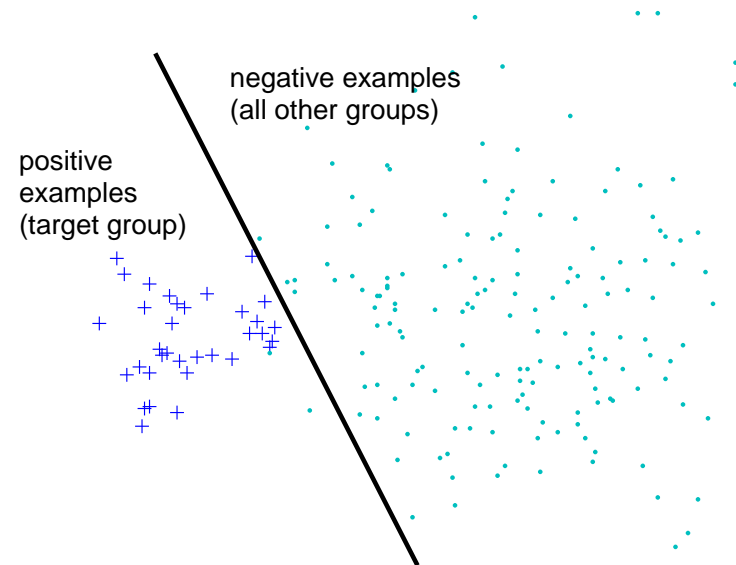 negative examples
(all other groups)
positive
examples
(target group)